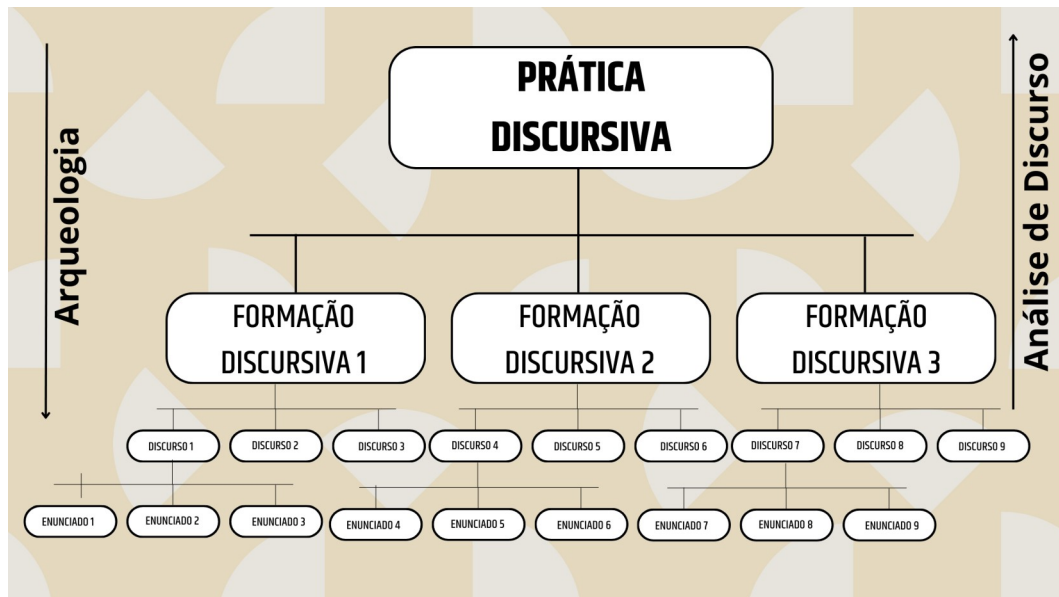 PRÁTICA
DISCURSIVA
Arqueologia
Análise de Discurso
FORMAÇÃO
DISCURSIVA 1
FORMAÇÃO
DISCURSIVA 2
FORMAÇÃO
DISCURSIVA 3
DISCURSO 1
DISCURSO 2
DISCURSO 3
DISCURSO 4
DISCURSO 5
DISCURSO 6
DISCURSO 7
DISCURSO 8
DISCURSO 9
ENUNCIADO 1
ENUNCIADO 2
ENUNCIADO 3
ENUNCIADO 4
ENUNCIADO 5
ENUNCIADO 6
ENUNCIADO 7
ENUNCIADO 8
ENUNCIADO 9